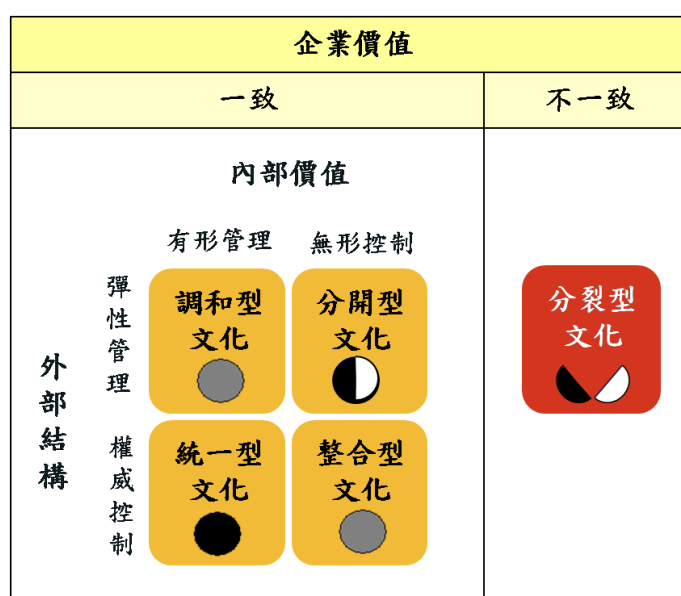 企業價值
一致
不一致
內部價值
有形管理
無形控制
外部結構
彈性管理
調和型
文化
分開型
文化
分裂型
文化
權威控制
統一型
文化
整合型
文化